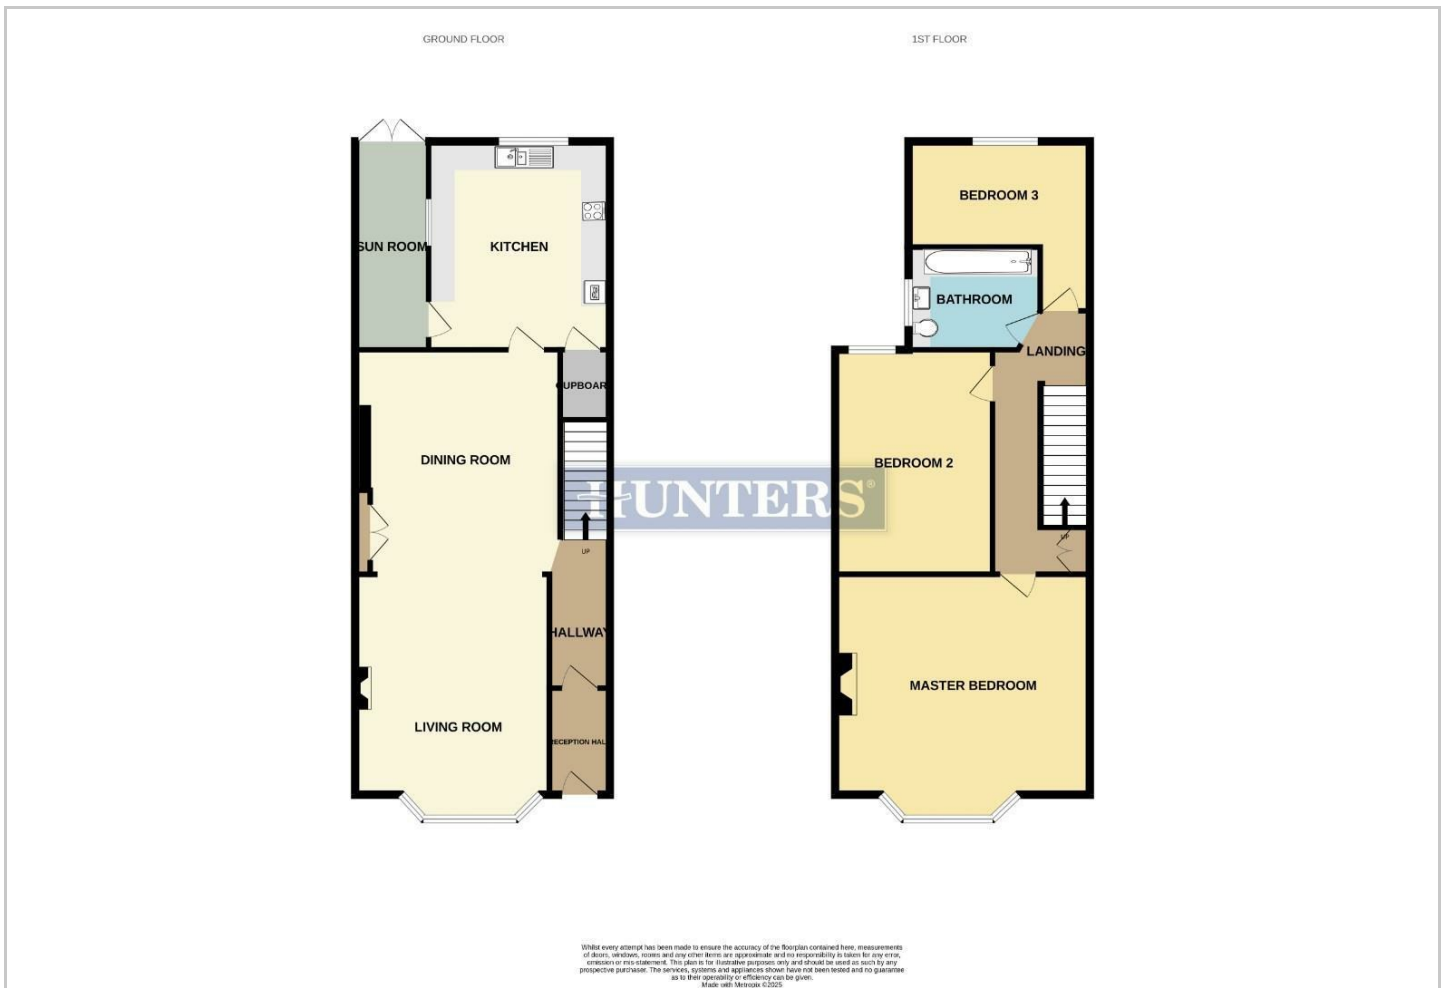 GROUND FLOOR
1ST FLOOR
SUN ROOM
KITCHEN
CUPBOARD
DINING ROOM
UP
HALLWAY
LIVING ROOM
RECEPTION HALL
BEDROOM 3
BATHROOM
LANDING
BEDROOM 2
UP
MASTER BEDROOM
HUNTERS®
Whilst every attempt has been made to ensure the accuracy of the floorplan contained here, measurements
of doors, windows, rooms and any other items are approximate and no responsibility is taken for any error,
omission or mis-statement. This plan is for illustrative purposes only and should be used as such by any
prospective purchaser. The services, systems and appliances shown have not been tested and no guarantee
as to their operability or efficiency can be given.
Made with Metropix ©2025